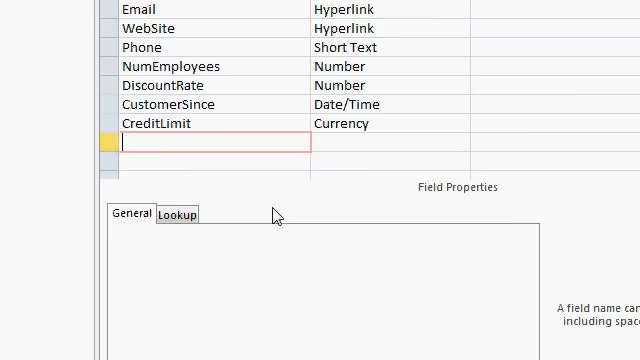 Email Hyperlink
WebSite Hyperlink
Phone Short Text
NumEmployees Number
DiscountRate Number
CustomerSince Date/Time
CreditLimit Currency
Field Properties
General Lookup
A field name can
including space